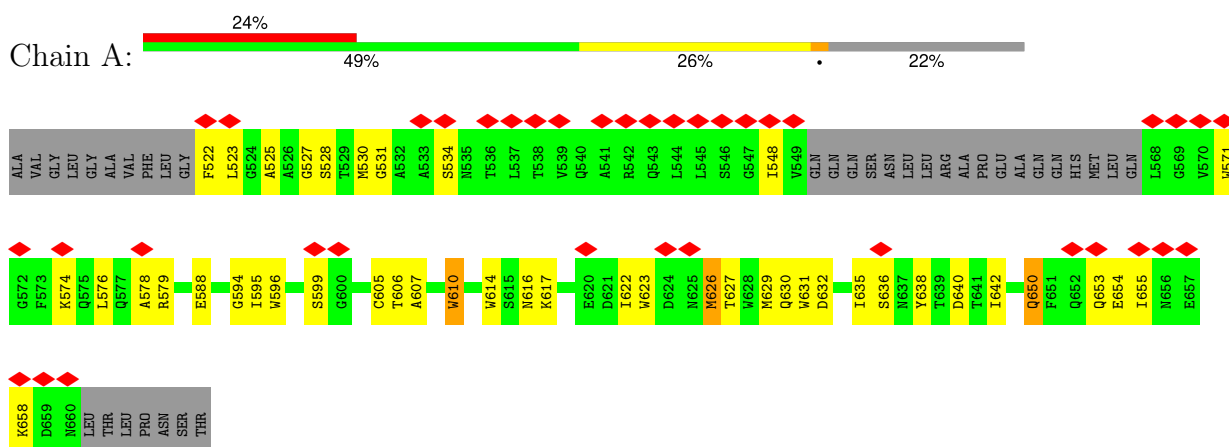 24%
Chain A:
49% 26% • 22%
ALA VAL GLY LEU GLY ALA VAL PHE LEU GLY F522 L523 G524 A525 A526 G527 S528 T529 M530 G531 A532 A533 S534 N535 T536 L537 T538 V539 Q540 A541 R542 Q543 L544 L545 S546 G547 I548 V549 GLN GLN GLN SER ASN LEU LEU ARG ALA PRO GLU ALA GLN GLN HIS MET LEU GLN L568 G569 V570 W571
G572 F573 K574 Q575 L576 Q577 A578 R579 E588 G594 I595 W596 S599 G600 C605 T606 A607 W610 W614 S615 N616 K617 E620 D621 I622 W623 D624 N625 M626 T627 W628 M629 Q630 W631 D632 I635 S636 N637 Y638 T639 D640 T641 I642 Q650 F651 Q652 Q653 E654 I655 N656 E657
K658 D659 N660 LEU THR LEU PRO ASN SER THR